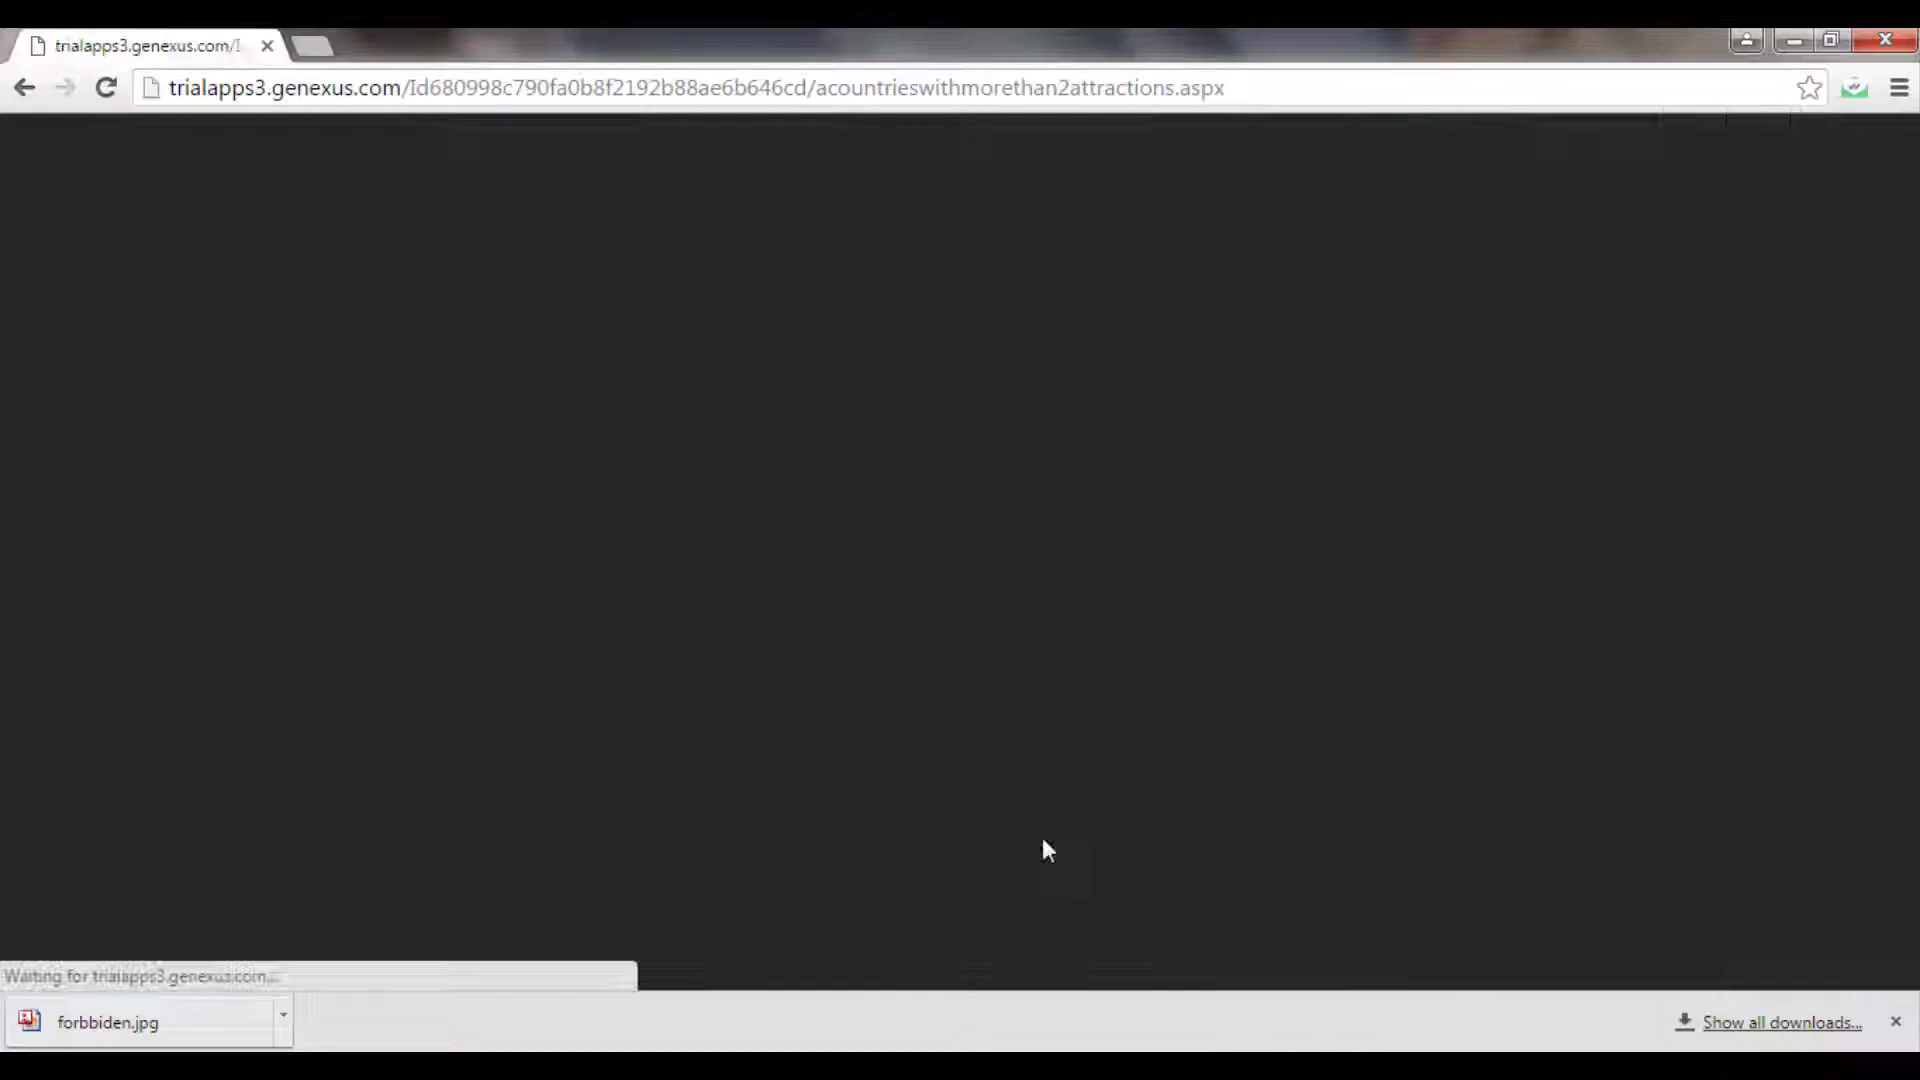 trialapps3.genexus.com/I
trialapps3.genexus.com/Id680998c790fa0b8f2192b88ae6b646cd/acountrieswithmorethan2attractions.aspx
Waiting for trialapps3.genexus.com...
forbbiden.jpg
Show all downloads...